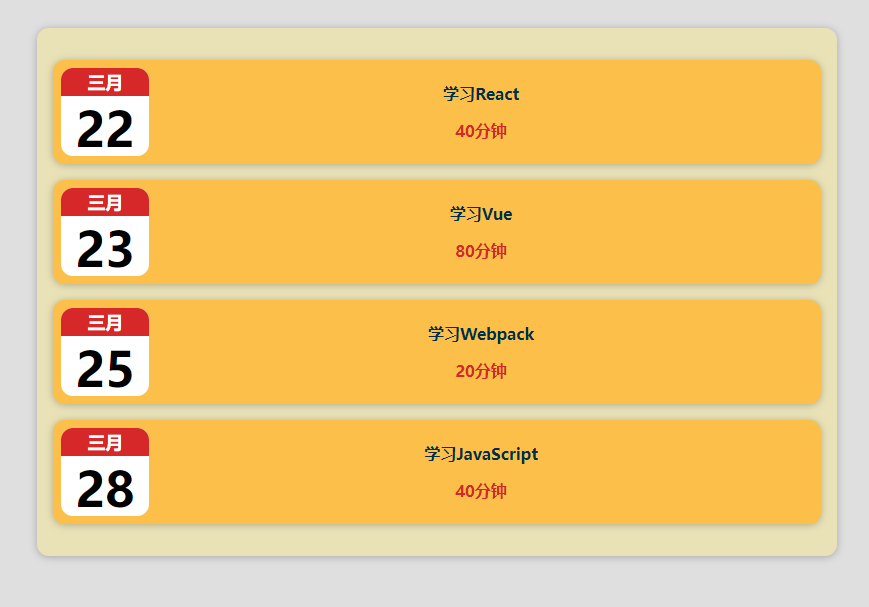 三月
22
学习React
40分钟
三月
23
学习Vue
80分钟
三月
25
学习Webpack
20分钟
三月
28
学习JavaScript
40分钟